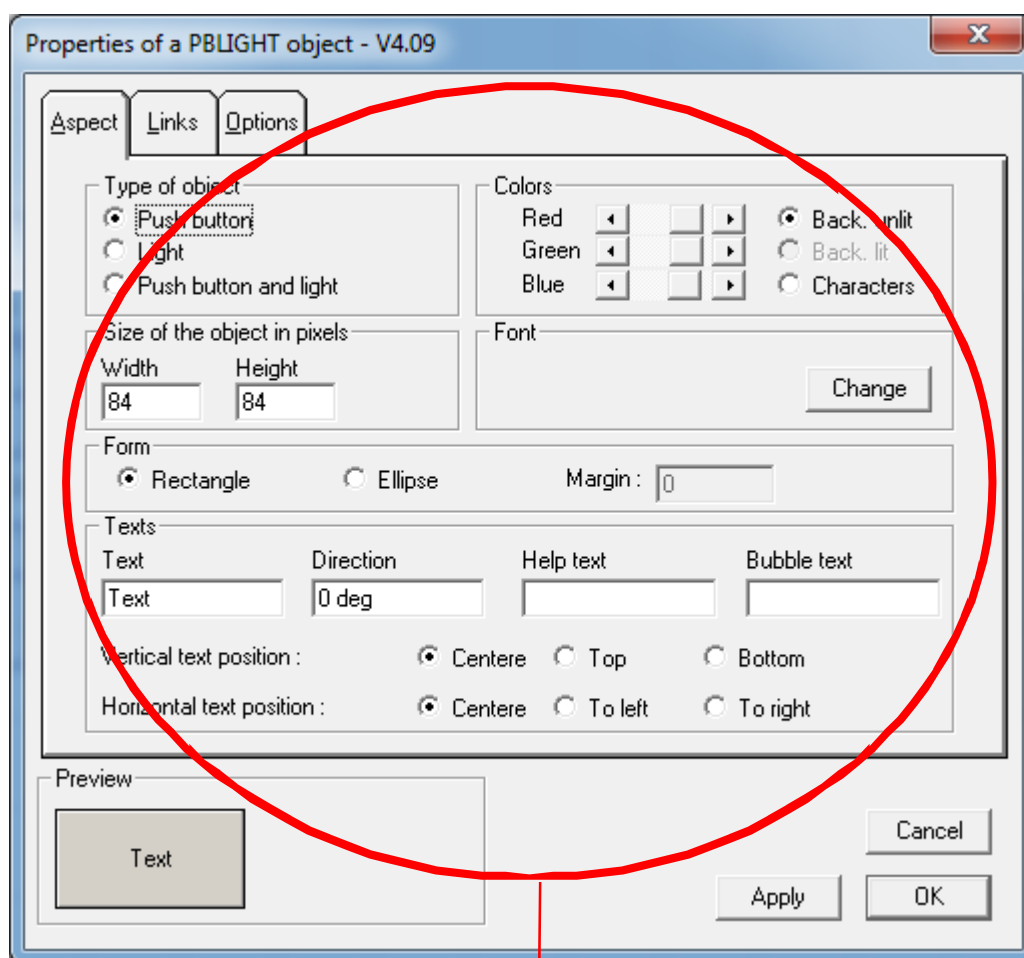 Properties of a PBLIGHT object - V4.09
Aspect Links Options
Type of object
Push button
Light
Push button and light
Colors
Red
Green
Blue
Back. unlit
Back. lit
Characters
Size of the object in pixels
Width Height
84 84
Font
Change
Form
Rectangle Ellipse Margin : 0
Texts
Text Direction Help text Bubble text
Text 0 deg
Vertical text position : Centere Top Bottom
Horizontal text position : Centere To left To right
Preview
Text
Cancel
Apply OK